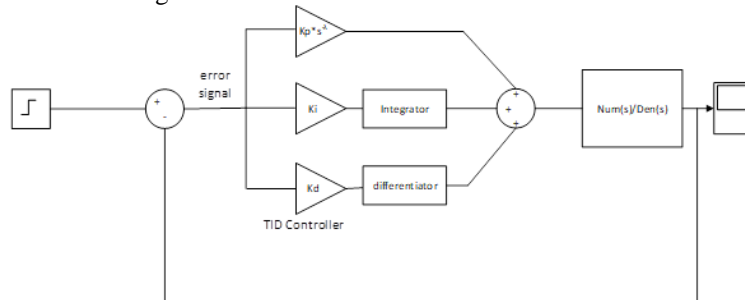 Kp*s^λ
error
signal
+
-
Ki
Integrator
+
+
+
Num(s)/Den(s)
Kd
differentiator
TID Controller